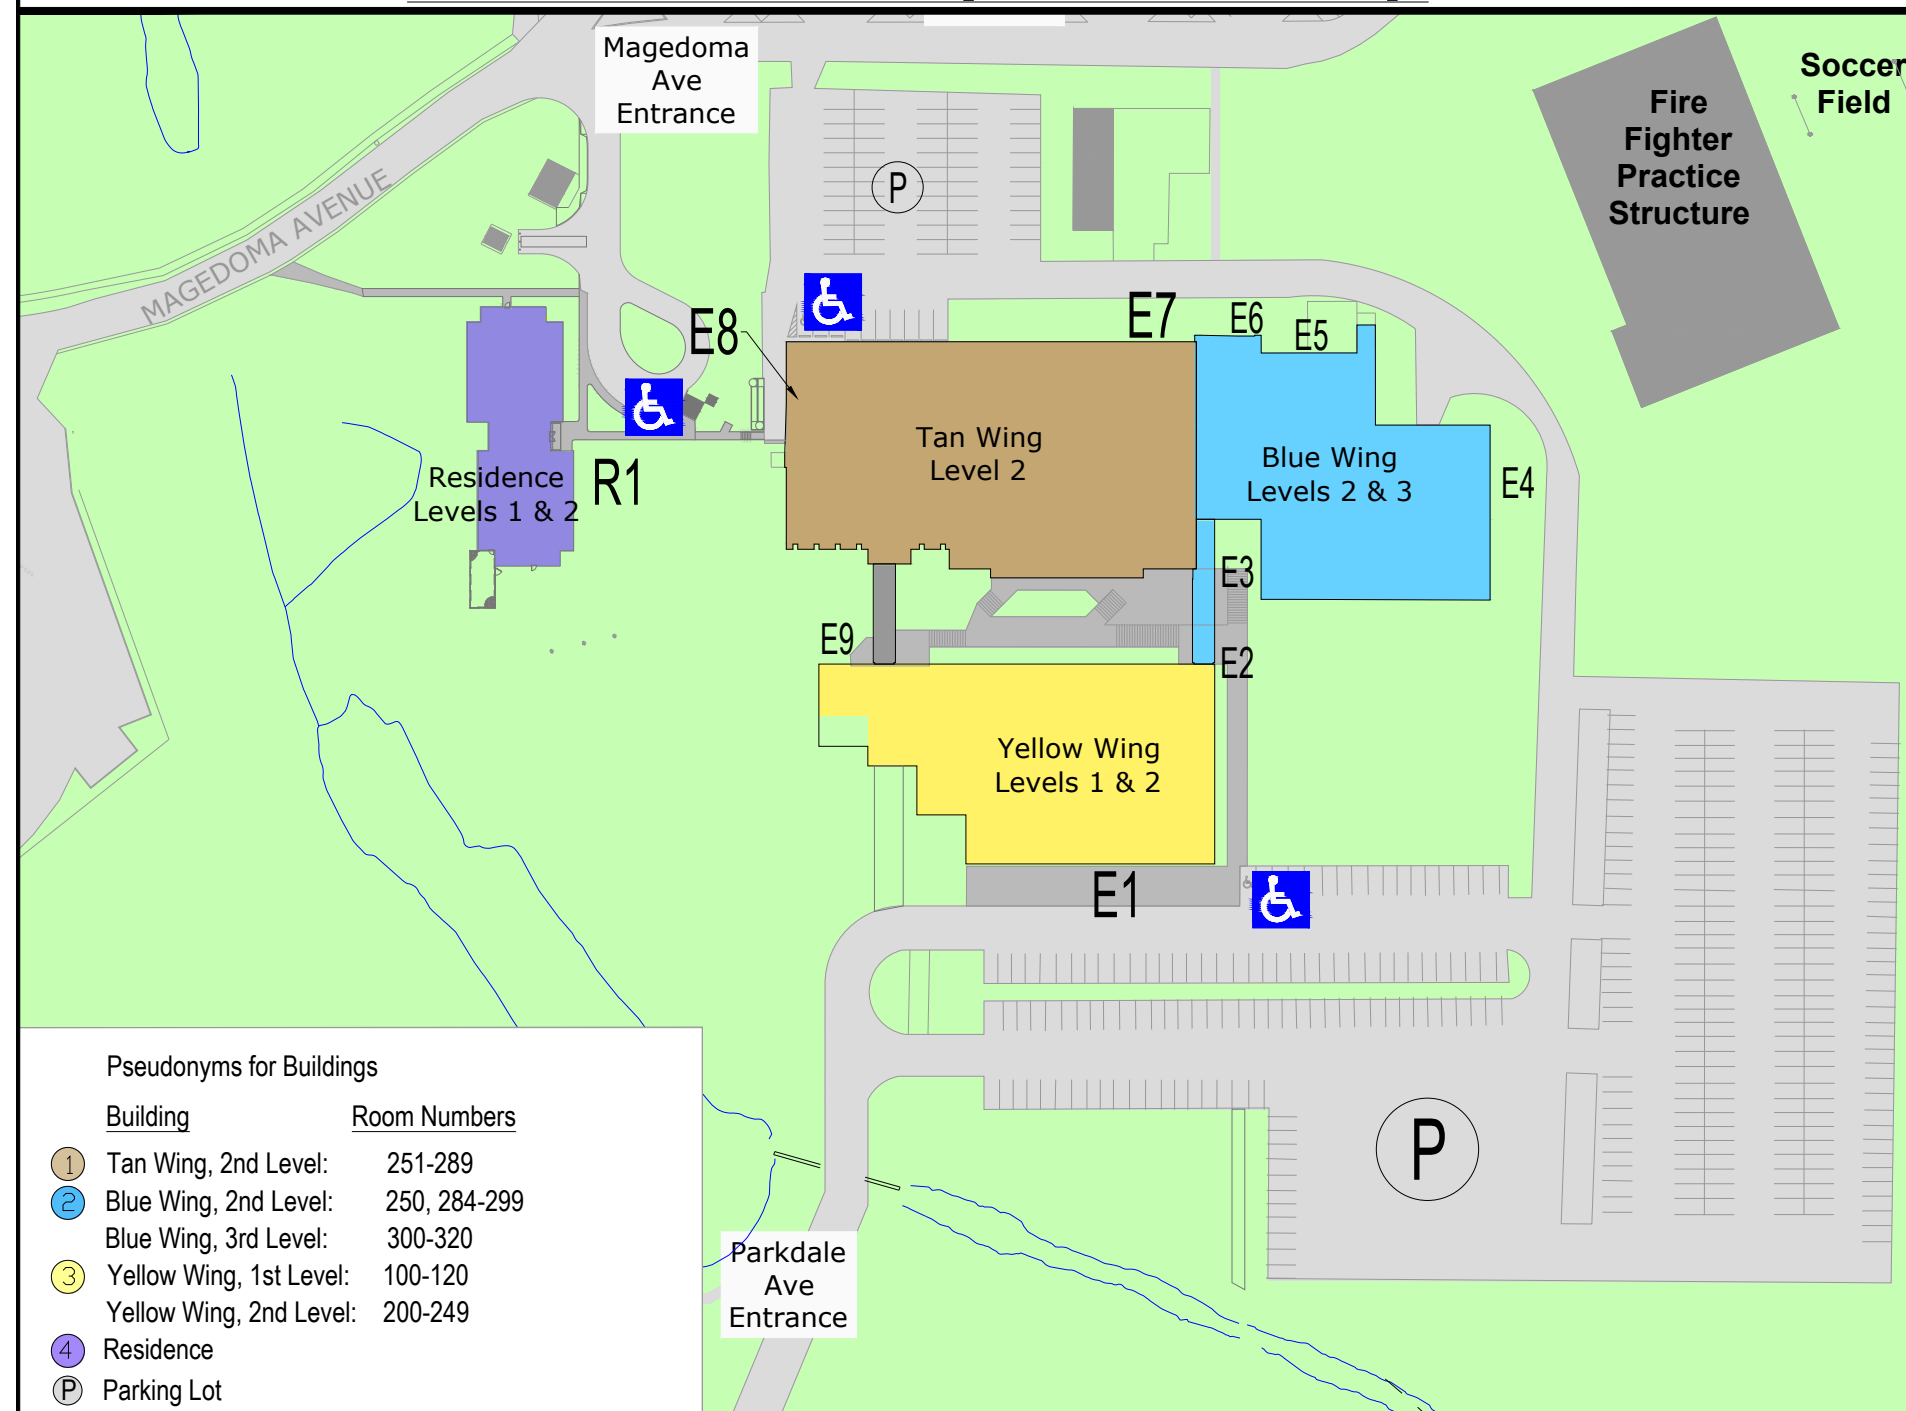 Magedoma
Ave
Entrance
Soccer
Field
Fire
Fighter
Practice
Structure
P
MAGEDOMA AVENUE
E8
E7
E6
E5
Tan Wing
Level 2
Blue Wing
Levels 2 & 3
E4
Residence
Levels 1 & 2
R1
E3
E9
E2
Yellow Wing
Levels 1 & 2
E1
P
Parkdale
Ave
Entrance
Pseudonyms for Buildings
Building Room Numbers
1 Tan Wing, 2nd Level: 251-289
2 Blue Wing, 2nd Level: 250, 284-299
Blue Wing, 3rd Level: 300-320
3 Yellow Wing, 1st Level: 100-120
Yellow Wing, 2nd Level: 200-249
4 Residence
P Parking Lot